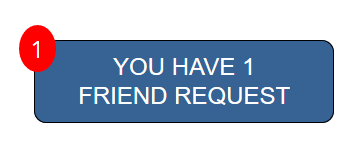 1
YOU HAVE 1
FRIEND REQUEST